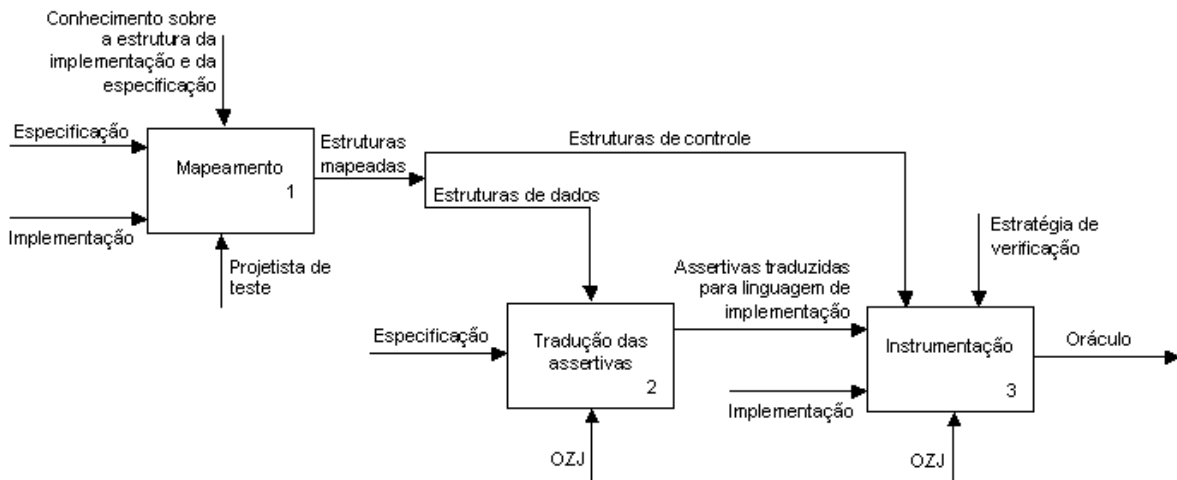 Conhecimento sobre
a estrutura da
implementação e da
especificação
Especificação
Mapeamento
1
Implementação
Projetista de
teste
Estruturas
mapeadas
Estruturas de controle
Estruturas de dados
Estratégia de
verificação
Assertivas traduzidas
para linguagem de
implementação
Especificação
Tradução das
assertivas
2
OZJ
Instrumentação
3
Implementação
OZJ
Oráculo